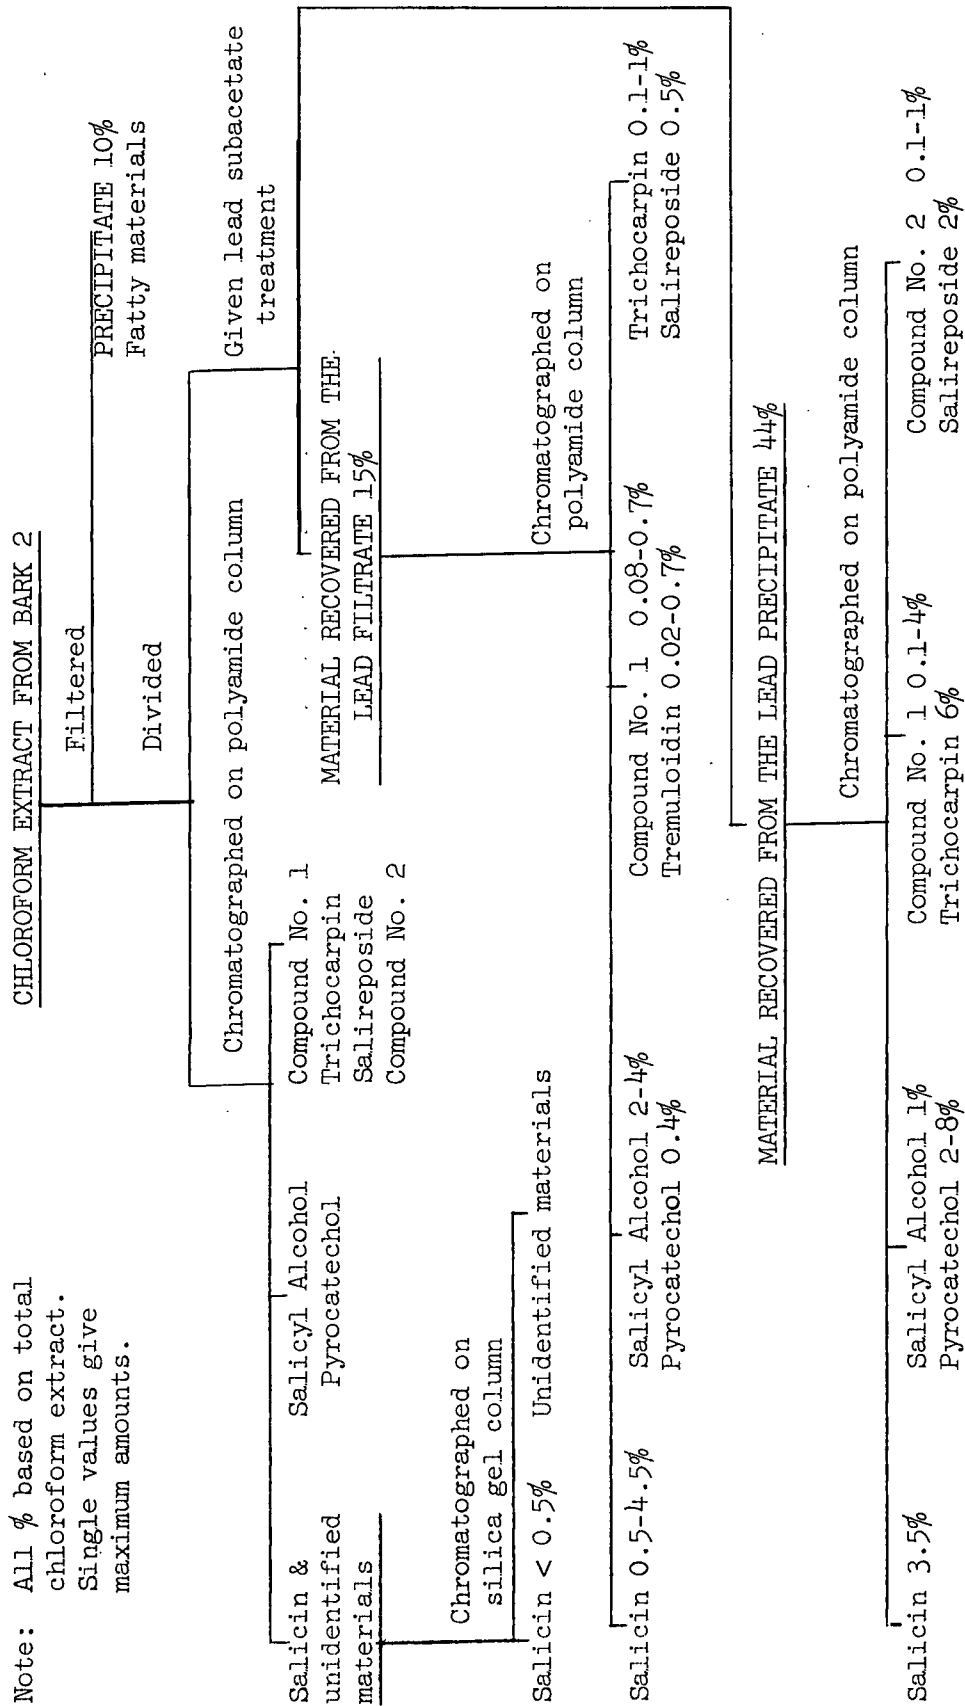 Note: All % based on total
chloroform extract.
Single values give
maximum amounts.
CHLOROFORM EXTRACT FROM BARK 2
Filtered
PRECIPITATE 10%
Fatty materials
Divided
Chromatographed on polyamide column
Given lead subacetate
treatment
Salicin &
unidentified
materials
Salicyl Alcohol
Pyrocatechol
Compound No. 1
Trichocarpin
Salireposide
Compound No. 2
MATERIAL RECOVERED FROM THE
LEAD FILTRATE 15%
Chromatographed on
silica gel column
Salicin < 0.5%
Unidentified materials
Chromatographed on
polyamide column
Salicin 0.5-4.5%
Salicyl Alcohol 2-4%
Pyrocatechol 0.4%
Compound No. 1 0.08-0.7%
Tremuloidin 0.02-0.7%
Trichocarpin 0.1-1%
Salireposide 0.5%
MATERIAL RECOVERED FROM THE LEAD PRECIPITATE 44%
Chromatographed on polyamide column
Salicin 3.5%
Salicyl Alcohol 1%
Pyrocatechol 2-8%
Compound No. 1 0.1-4%
Trichocarpin 6%
Compound No. 2 0.1-1%
Salireposide 2%